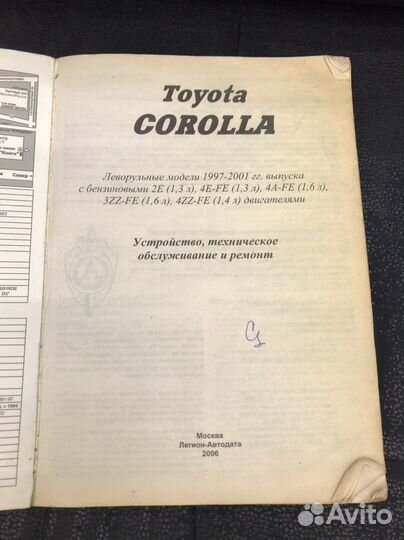 Toyota
COROLLA
Леворульные модели 1997-2001 гг. выпуска
с бензиновыми 2E (1,3 л), 4E-FE (1,3 л), 4A-FE (1,6 л),
3ZZ-FE (1,6 л), 4ZZ-FE (1,4 л) двигателями
Устройство, техническое
обслуживание и ремонт
Москва
Легион-Автодата
2006
Avito